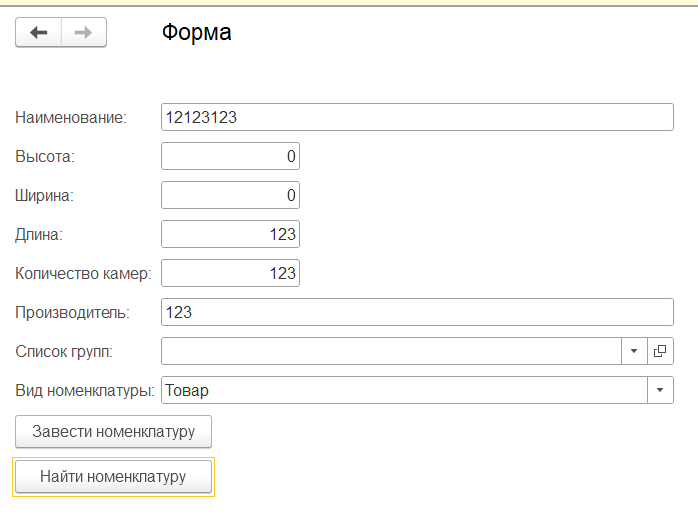 Форма
Наименование: 12123123
Высота: 0
Ширина: 0
Длина: 123
Количество камер: 123
Производитель: 123
Список групп:
Вид номенклатуры: Товар
Завести номенклатуру
Найти номенклатуру